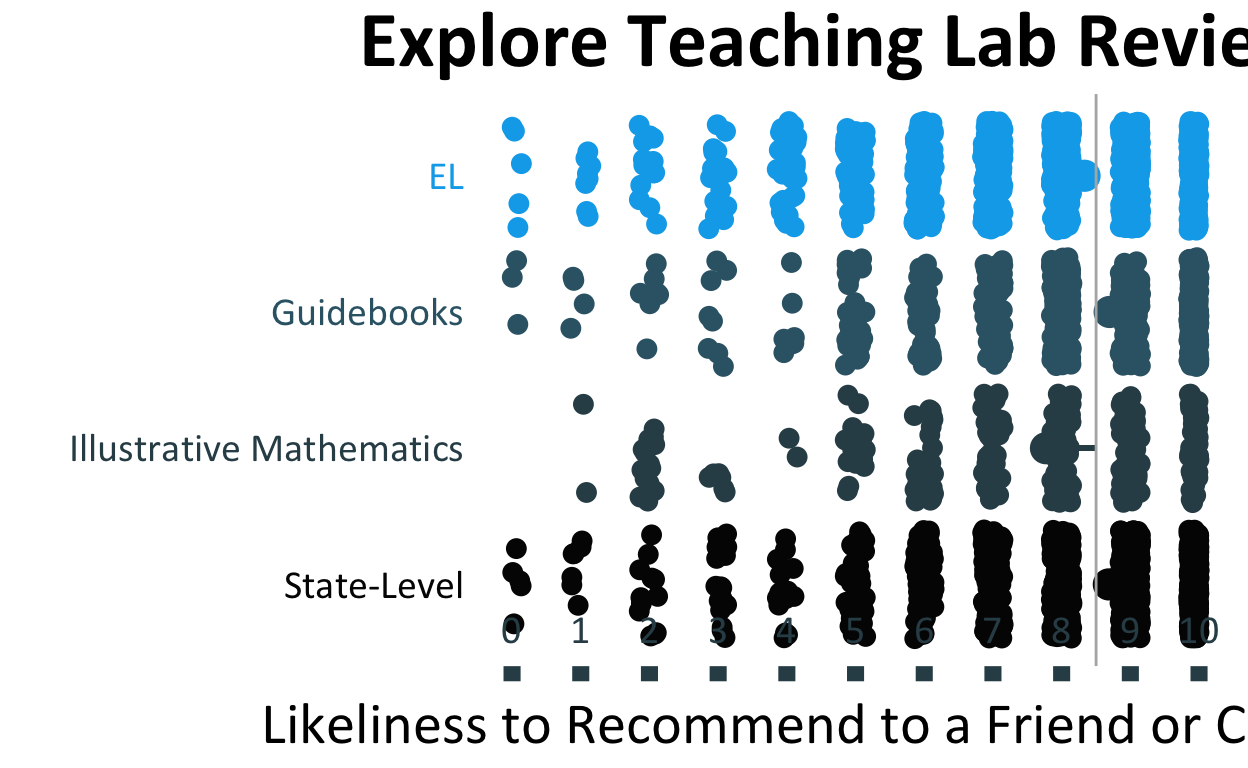 Explore Teaching Lab Revie
EL
Guidebooks
Illustrative Mathematics
State-Level
0 1 2 3 4 5 6 7 8 9 10
Likeliness to Recommend to a Friend or C